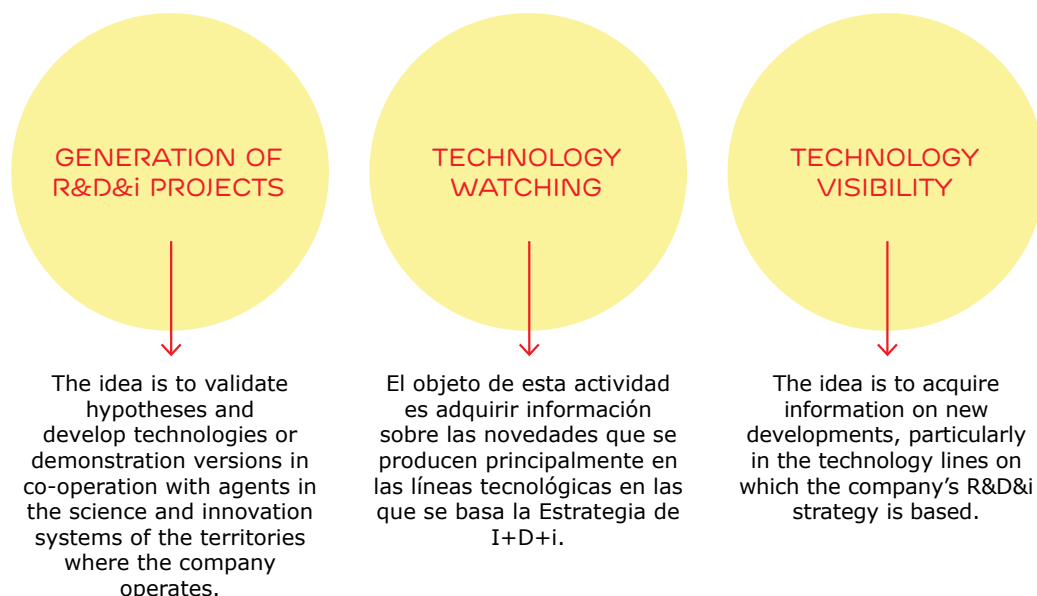 GENERATION OF
R&D&i PROJECTS
The idea is to validate
hypotheses and
develop technologies or
demonstration versions in
co-operation with agents in
the science and innovation
systems of the territories
where the company
operates.
TECHNOLOGY
WATCHING
El objeto de esta actividad
es adquirir información
sobre las novedades que se
producen principalmente en
las líneas tecnológicas en las
que se basa la Estrategia de
I+D+i.
TECHNOLOGY
VISIBILITY
The idea is to acquire
information on new
developments, particularly
in the technology lines on
which the company’s R&D&i
strategy is based.